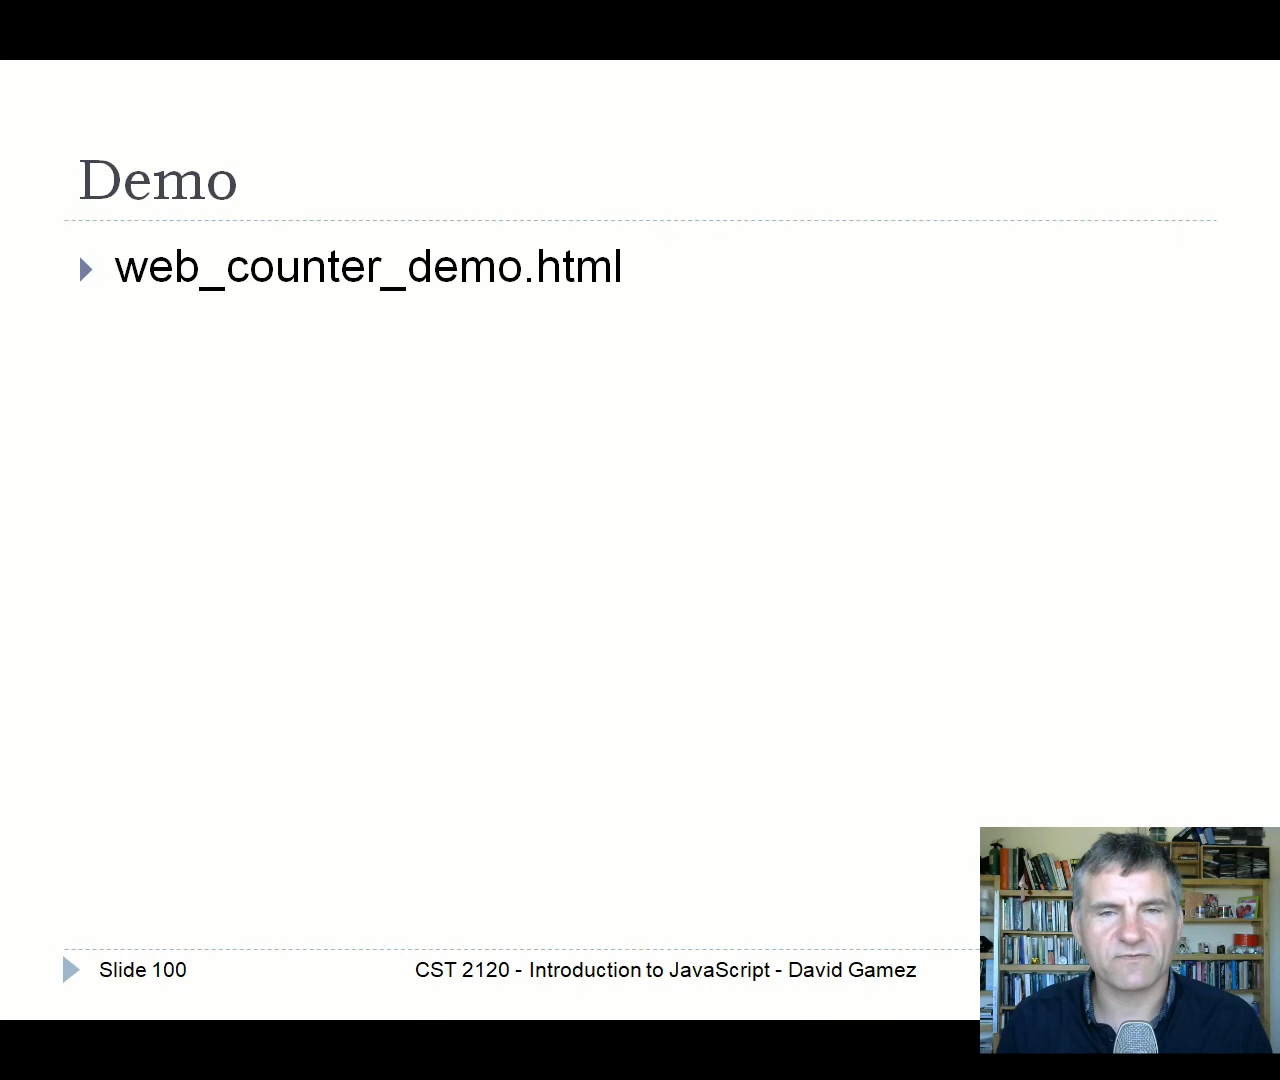 Demo
web_counter_demo.html
Slide 100
CST 2120 - Introduction to JavaScript - David Gamez